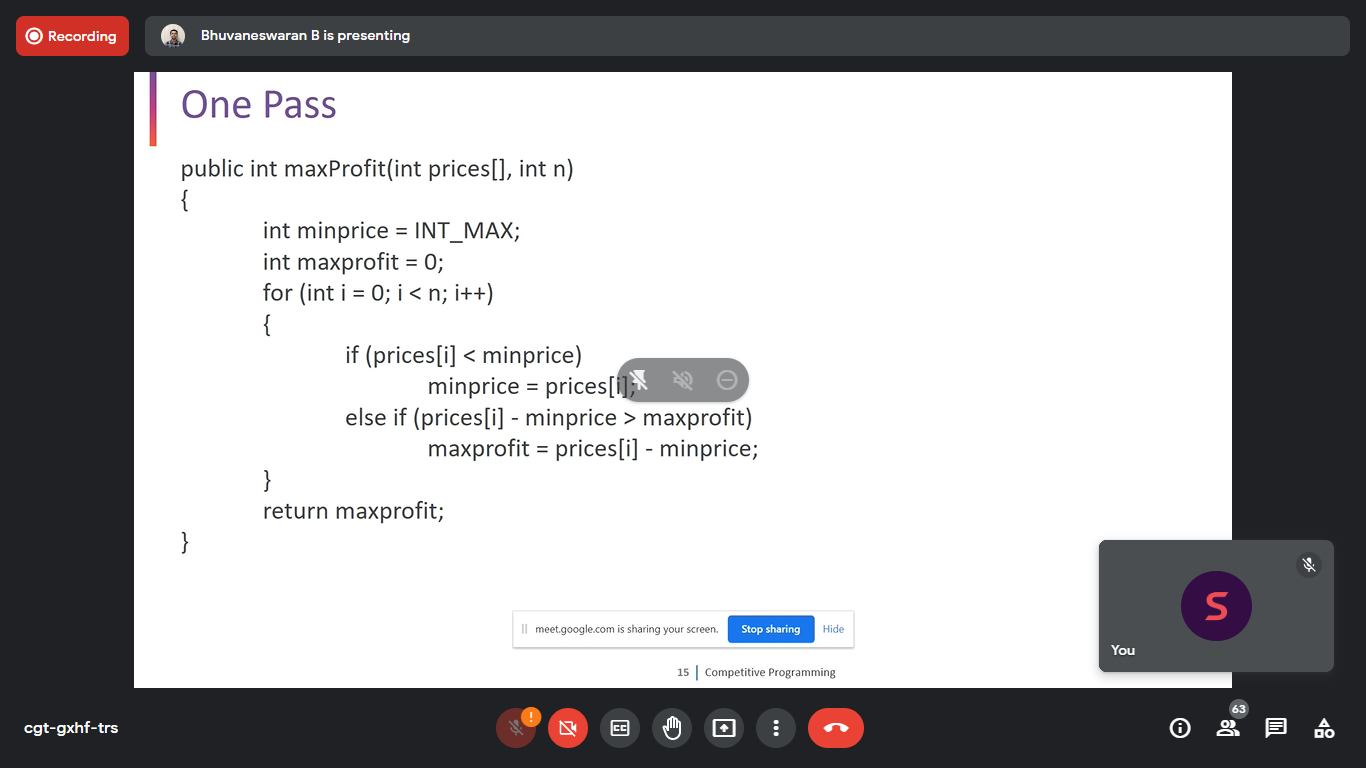 Recording
Bhuvaneswaran B is presenting
One Pass
public int maxProfit(int prices[], int n)
{
int minprice = INT_MAX;
int maxprofit = 0;
for (int i = 0; i < n; i++)
{
if (prices[i] < minprice)
minprice = prices[i];
else if (prices[i] - minprice > maxprofit)
maxprofit = prices[i] - minprice;
}
return maxprofit;
}
meet.google.com is sharing your screen. Stop sharing Hide
15 Competitive Programming
S
You
cgt-gxhf-trs
!
CC
63